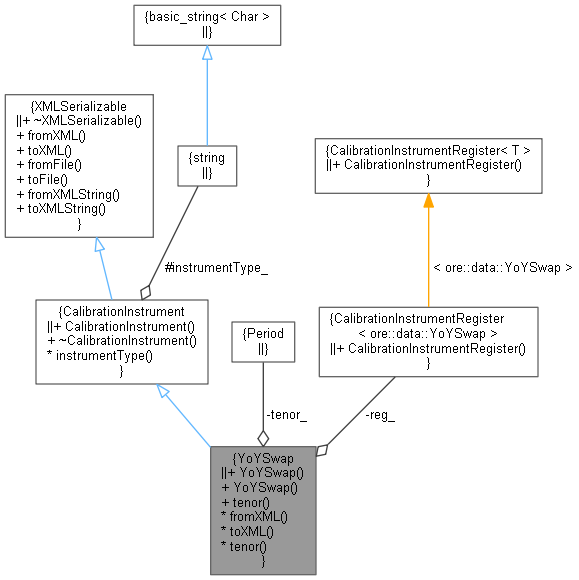 {basic_string< Char >
||}
{XMLSerializable
||+ ~XMLSerializable()
+ fromXML()
+ toXML()
+ fromFile()
+ toFile()
+ fromXMLString()
+ toXMLString()
}
{string
||}
{CalibrationInstrumentRegister< T >
||+ CalibrationInstrumentRegister()
}
#instrumentType_
< ore::data::YoYSwap >
{CalibrationInstrument
||+ CalibrationInstrument()
+ ~CalibrationInstrument()
* instrumentType()
}
{Period
||}
{CalibrationInstrumentRegister
< ore::data::YoYSwap >
||+ CalibrationInstrumentRegister()
}
-tenor_
-reg_
{YoYSwap
||+ YoYSwap()
+ YoYSwap()
+ tenor()
* fromXML()
* toXML()
* tenor()
}